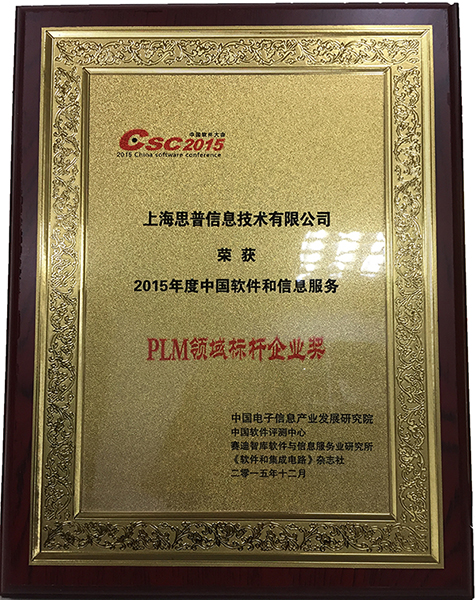 中国软件大会
CSC2015
2015 China software conference
上海思普信息技术有限公司
荣获
2015年度中国软件和信息服务
PLM领域标杆企业奖
中国电子信息产业发展研究院
中国软件评测中心
赛迪智库软件与信息服务业研究所
《软件和集成电路》杂志社
二零一五年十二月